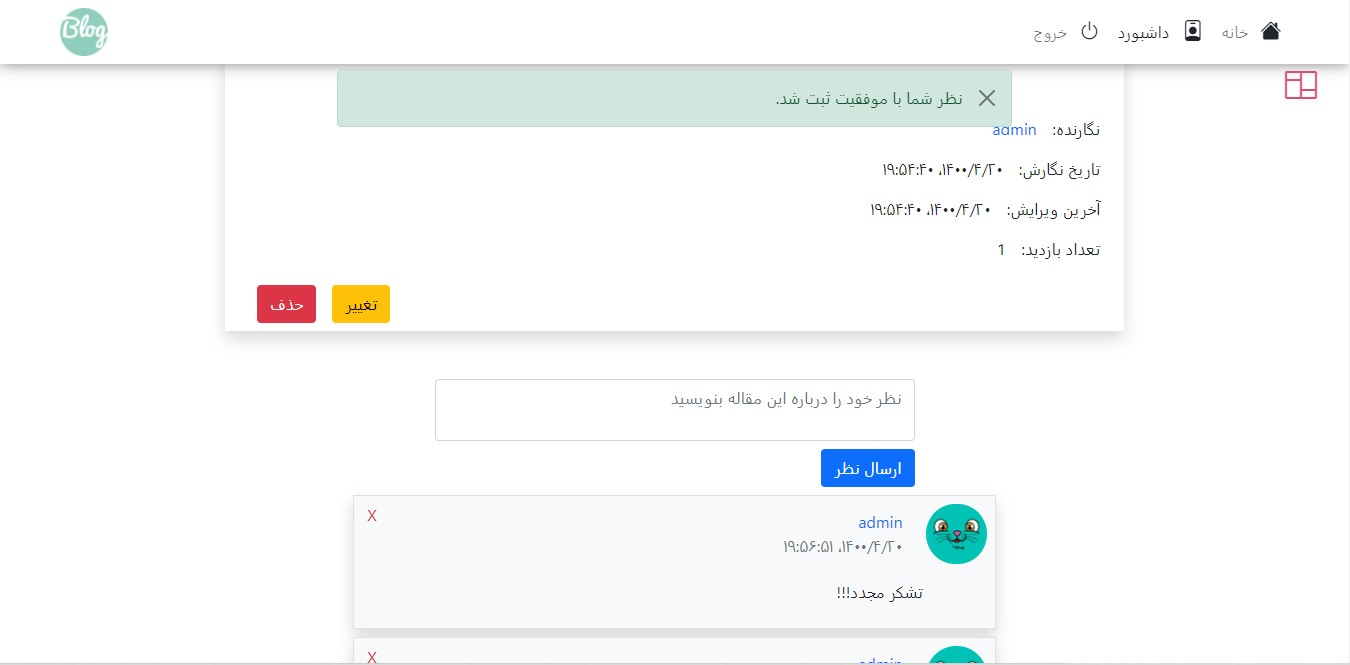 خانه داشبورد خروج Blog
نظر شما با موفقیت ثبت شد.
نگارنده: admin
تاریخ نگارش: ۱۴۰۰/۴/۲۰،‏ ۱۹:۵۴:۴۰
آخرین ویرایش: ۱۴۰۰/۴/۲۰،‏ ۱۹:۵۴:۴۰
تعداد بازدید: 1
تغییر حذف
نظر خود را درباره این مقاله بنویسید
ارسال نظر
admin X
۱۴۰۰/۴/۲۰،‏ ۱۹:۵۶:۵۱
تشکر مجدد!!!
admin X